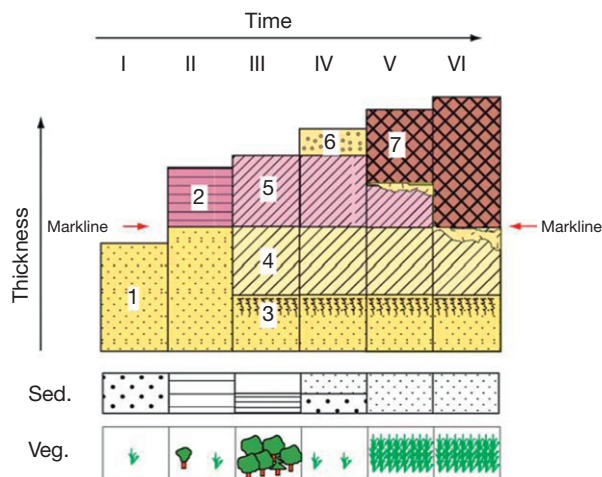 Time
I II III IV V VI
6
7
2 5
Markline Markline
4
1
3
Thickness
Sed.
Veg.